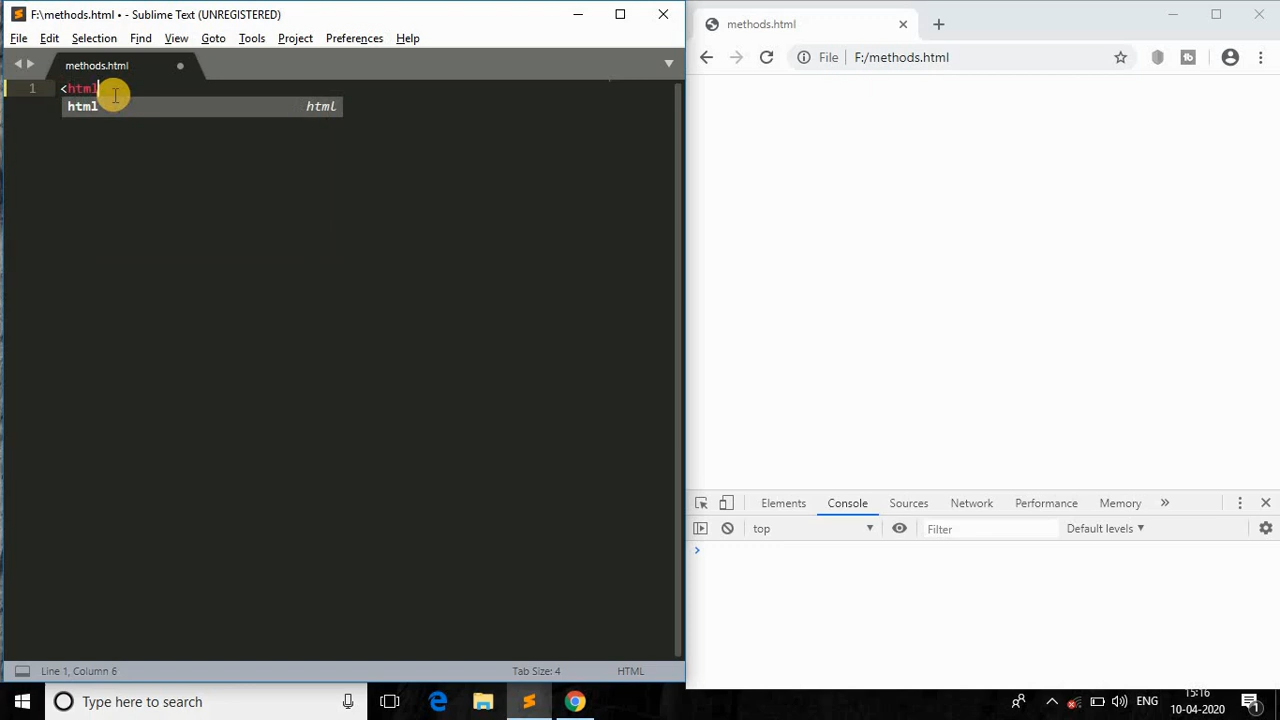 F:\methods.html • - Sublime Text (UNREGISTERED)
File Edit Selection Find View Goto Tools Project Preferences Help
methods.html
1 <html
html html
Line 1, Column 6 Tab Size: 4 HTML
methods.html
File F:/methods.html
Elements Console Sources Network Performance Memory »
top Filter Default levels
Type here to search
ENG
15:16
10-04-2020
1